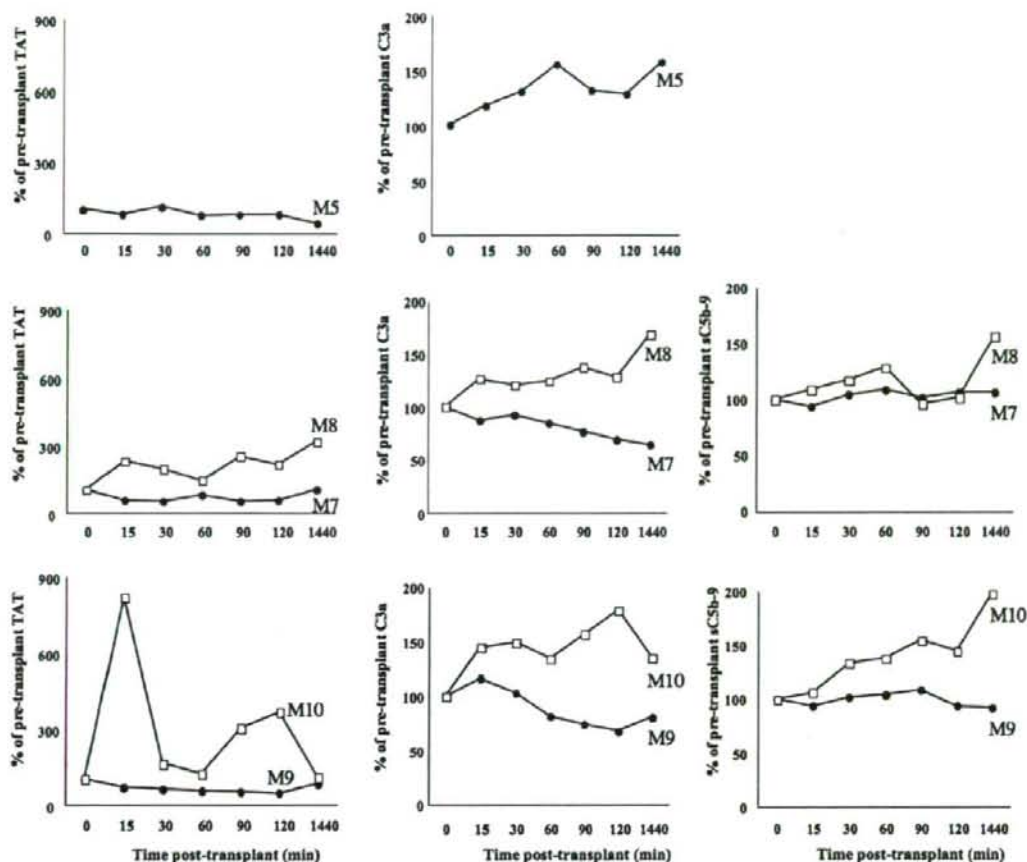 % of pre-transplant TAT
900
600
300
0
M5
0 15 30 60 90 120 1440
% of pre-transplant C3a
200
150
100
50
0
M5
0 15 30 60 90 120 1440
% of pre-transplant TAT
900
600
300
0
M8
M7
0 15 30 60 90 120 1440
% of pre-transplant C3a
200
150
100
50
0
M8
M7
0 15 30 60 90 120 1440
% of pre-transplant sC5b-9
200
150
100
50
0
M8
M7
0 15 30 60 90 120 1440
% of pre-transplant TAT
900
600
300
0
M10
M9
0 15 30 60 90 120 1440
Time post-transplant (min)
% of pre-transplant C3a
200
150
100
50
0
M10
M9
0 15 30 60 90 120 1440
Time post-transplant (min)
% of pre-transplant sC5b-9
200
150
100
50
0
M10
M9
0 15 30 60 90 120 1440
Time post-transplant (min)